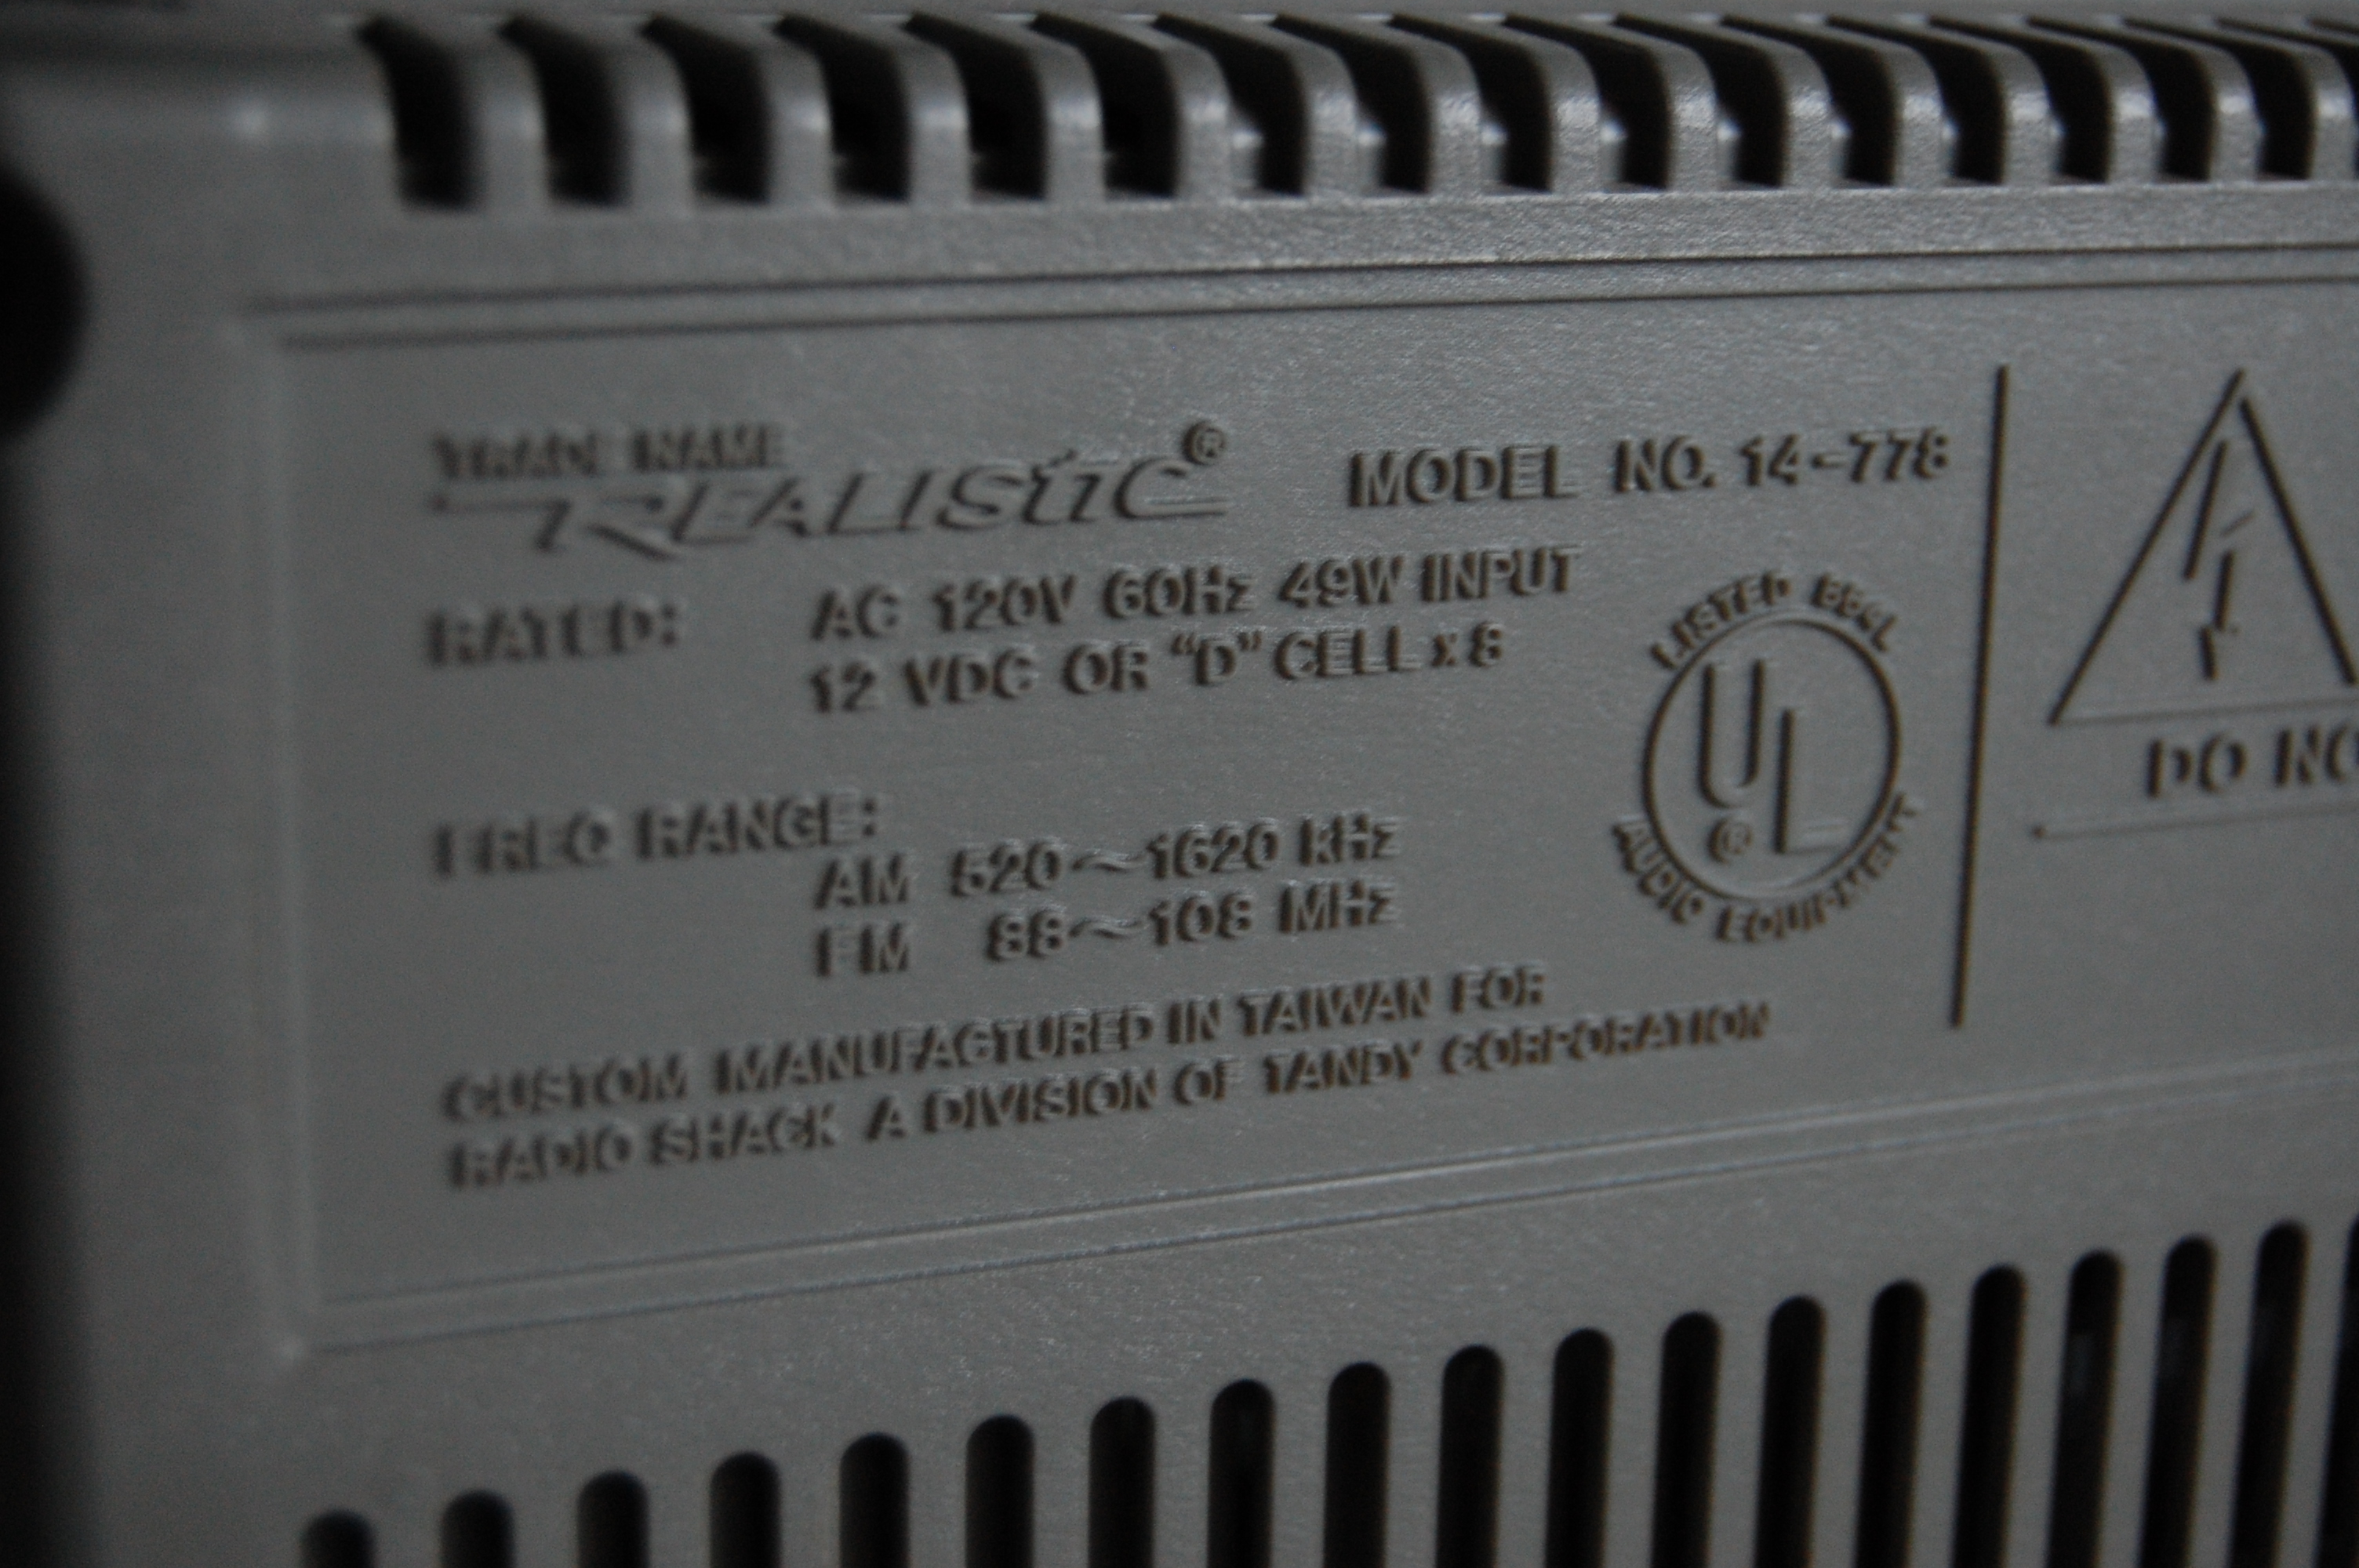 TRADE NAME
REALISTIC® MODEL NO. 14-778
RATED: AC 120V 60Hz 49W INPUT
12 VDC OR "D" CELL x 8
LISTED
UL®
AUDIO EQUIPMENT
FREQ RANGE:
AM 520~1620 kHz
FM 88~108 MHz
CUSTOM MANUFACTURED IN TAIWAN FOR
RADIO SHACK A DIVISION OF TANDY CORPORATION
DO NO